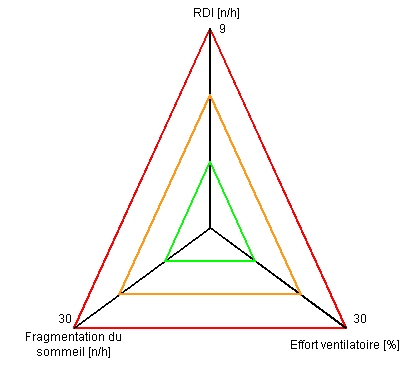 RDI [n/h]
9
30
30
Fragmentation du
sommeil [n/h]
Effort ventilatoire [%]